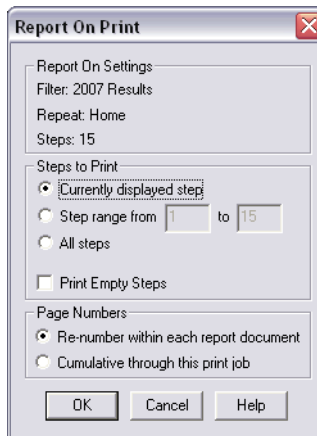 Report On Print
Report On Settings
Filter: 2007 Results
Repeat: Home
Steps: 15
Steps to Print
Currently displayed step
Step range from 1 to 15
All steps
Print Empty Steps
Page Numbers
Re-number within each report document
Cumulative through this print job
OK Cancel Help